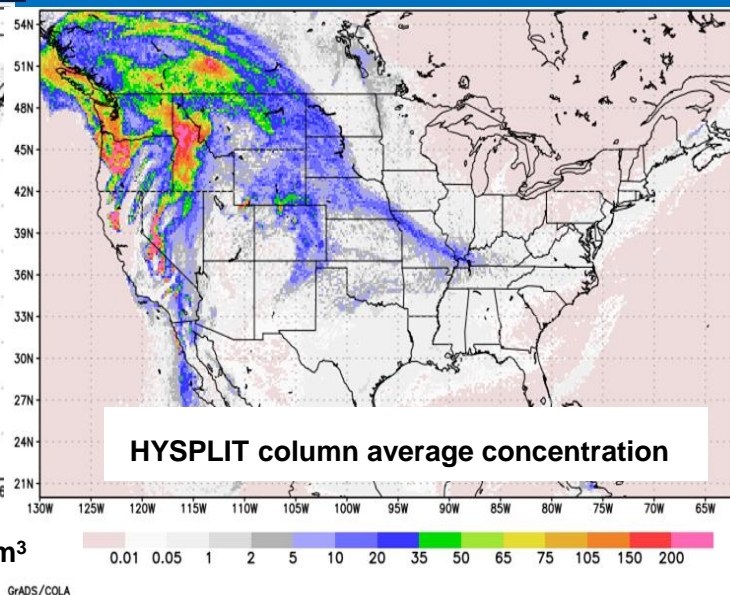 54N
51N
48N
45N
42N
39N
36N
33N
30N
27N
24N
21N
HYSPLIT column average concentration
130W 125W 120W 115W 110W 105W 100W 95W 90W 85W 80W 75W 70W 65W
m³
0.01 0.05 1 2 5 10 20 35 50 65 75 105 150 200
GrADS/COLA